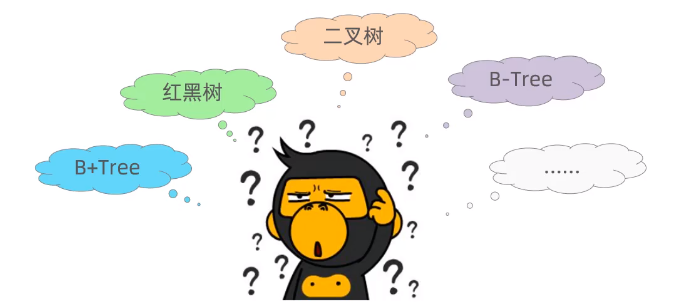 二叉树
红黑树
B-Tree
B+Tree
......
? ? ? ? ? ? ? ? ? ? ? ?